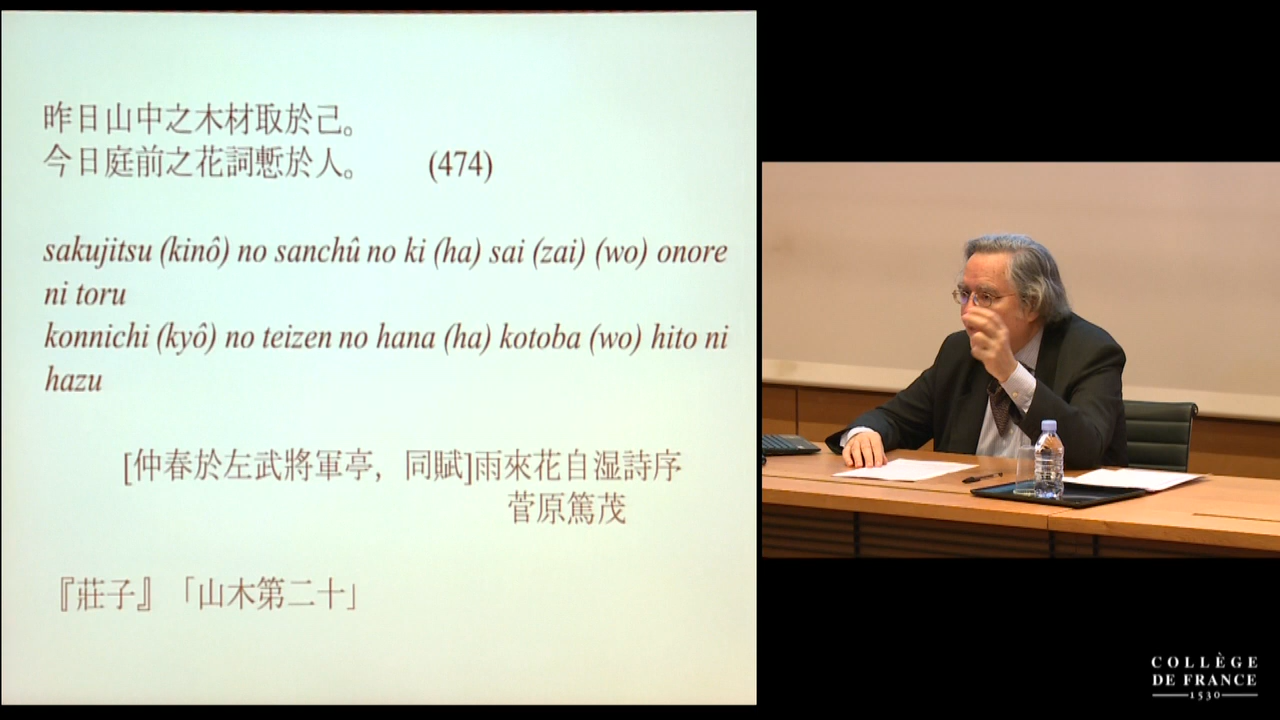 昨日山中之木材取於己。
今日庭前之花詞慙於人。 (474)
sakujitsu (kinô) no sanchû no ki (ha) sai (zai) (wo) onore
ni toru
konnichi (kyô) no teizen no hana (ha) kotoba (wo) hito ni
hazu
[仲春於左武將軍亭，同賦]雨來花自湿詩序
菅原篤茂
『莊子』「山木第二十」
COLLÈGE
DE FRANCE
1530